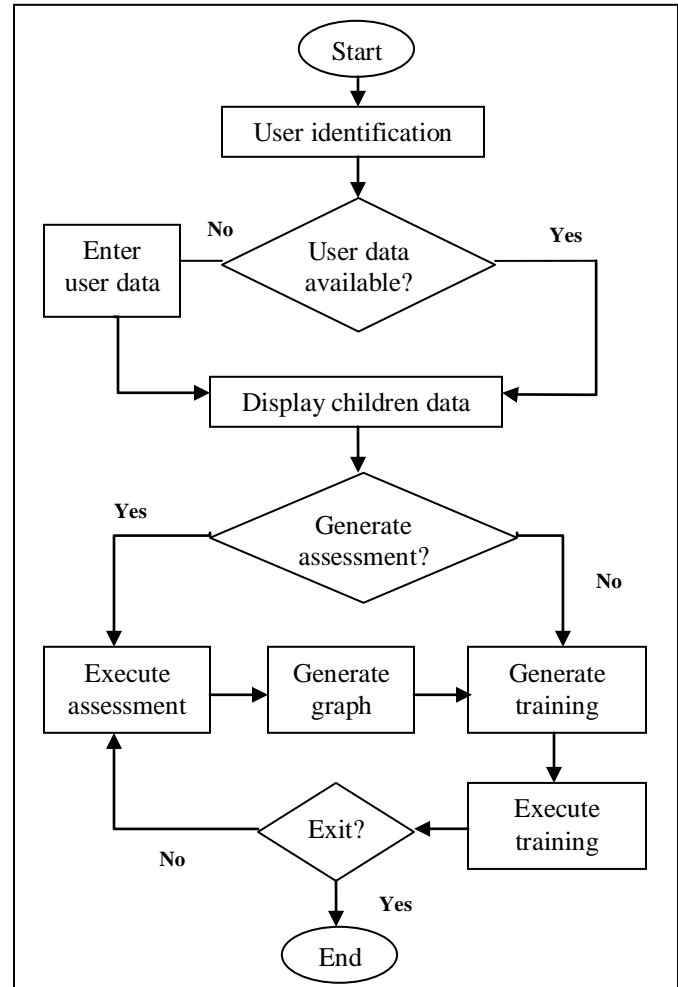 Start
User identification
No
Yes
Enter
user data
User data
available?
Display children data
Yes
Generate
assessment?
No
Execute
assessment
Generate
graph
Generate
training
Exit?
Execute
training
No
Yes
End